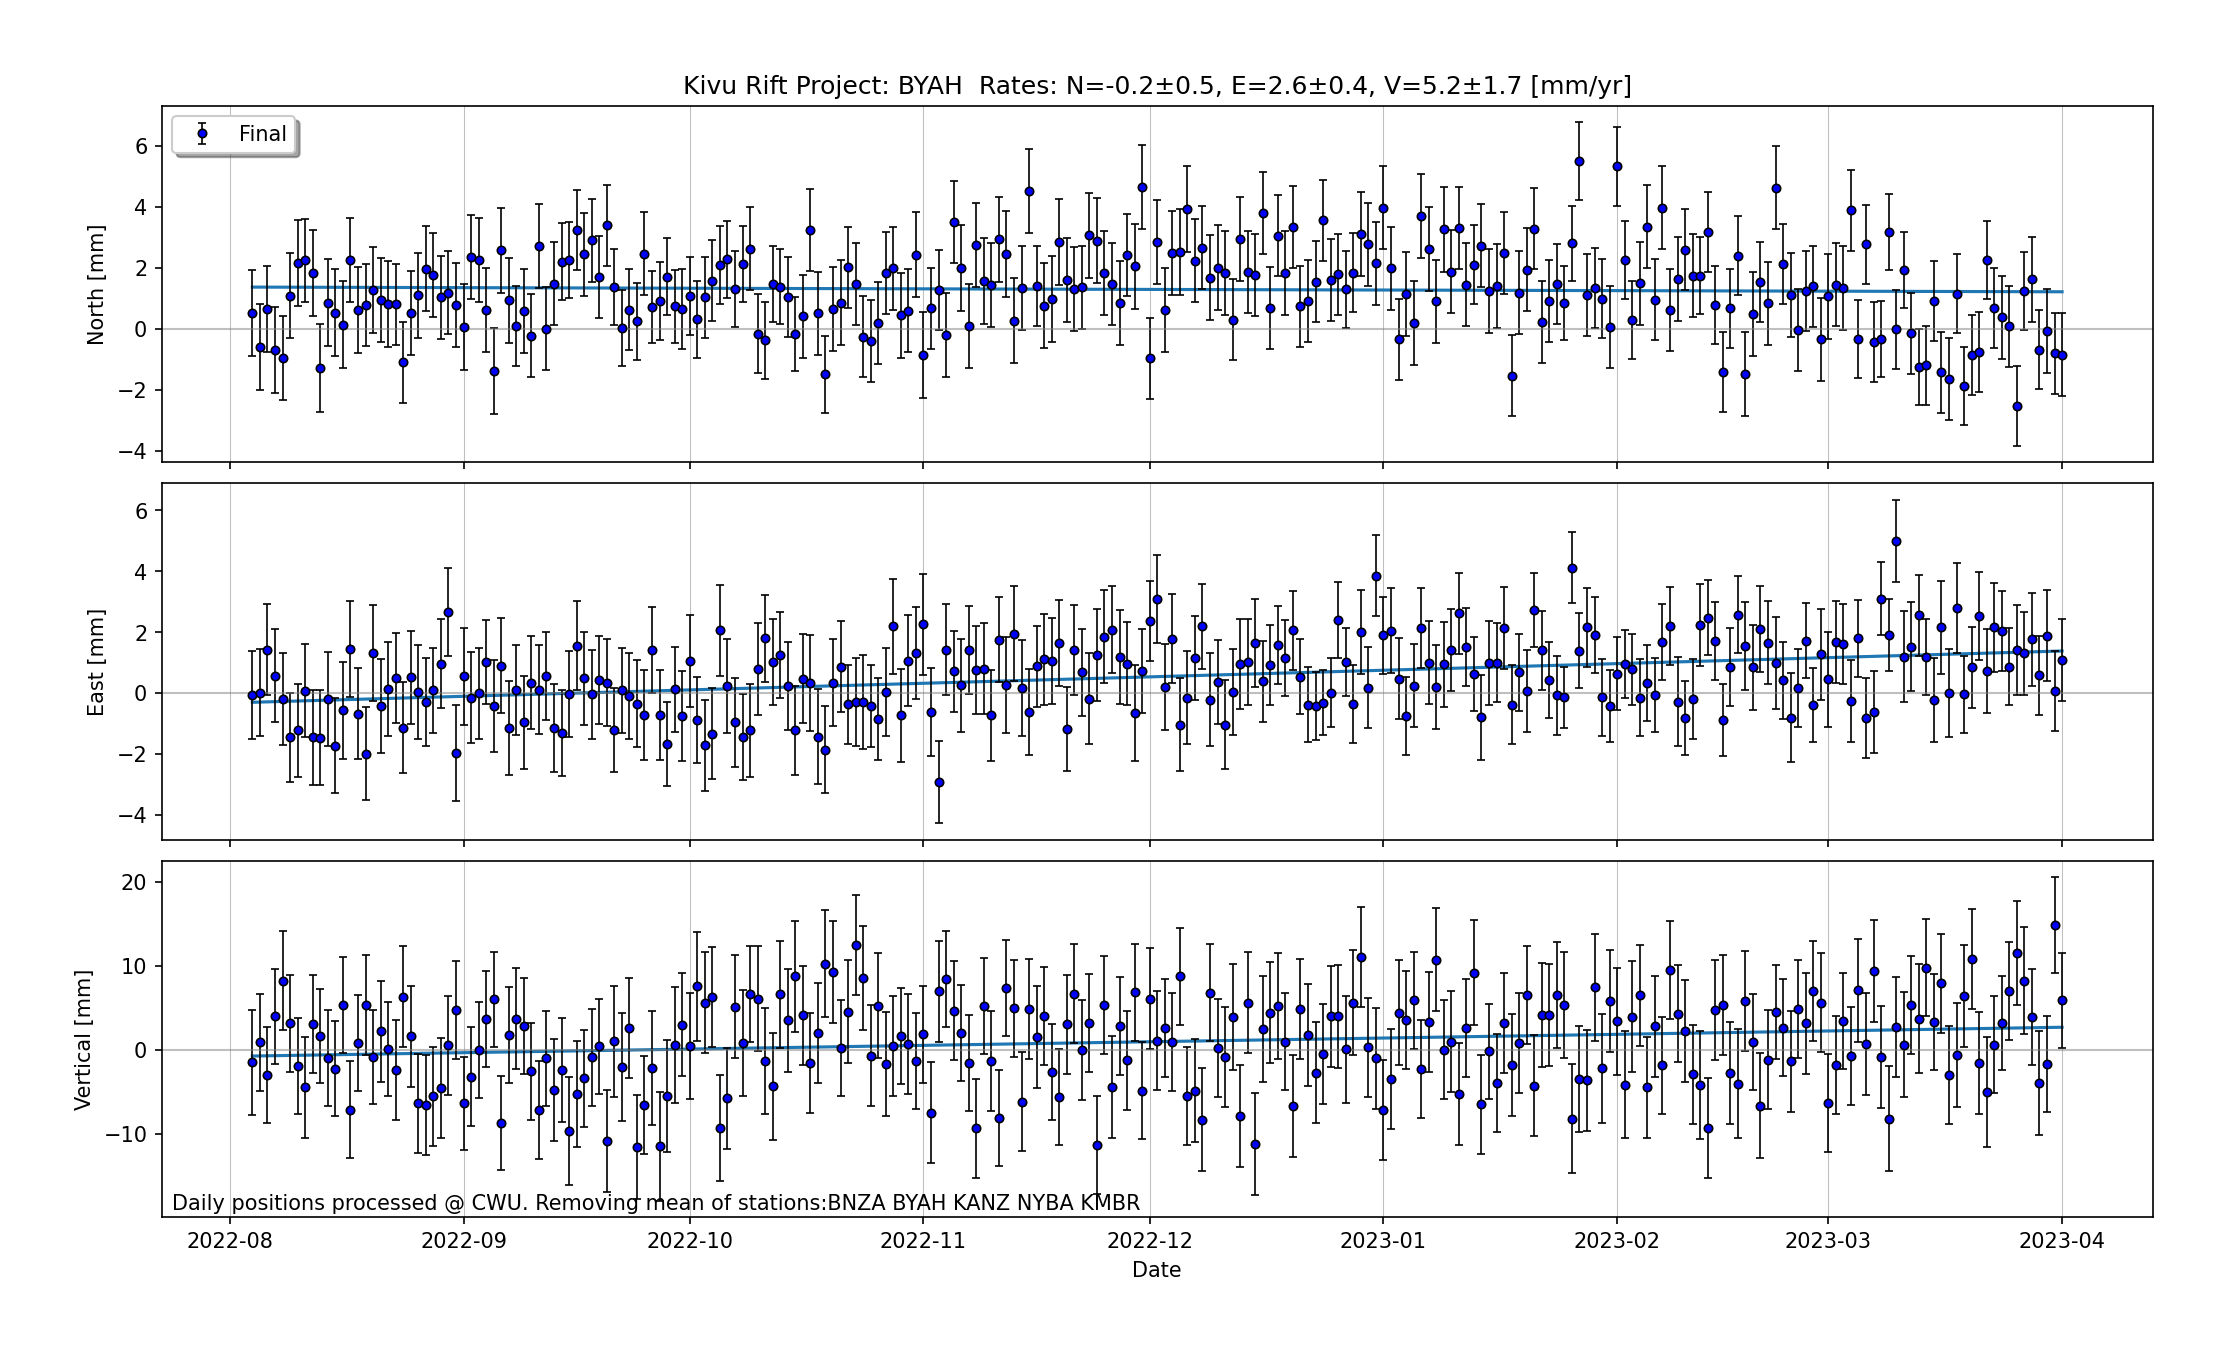 Kivu Rift Project: BYAH  Rates: N=-0.2±0.5, E=2.6±0.4, V=5.2±1.7 [mm/yr]
Final
North [mm]
6
4
2
0
−2
−4
East [mm]
6
4
2
0
−2
−4
Vertical [mm]
20
10
0
−10
Daily positions processed @ CWU. Removing mean of stations:BNZA BYAH KANZ NYBA KMBR
2022-08 2022-09 2022-10 2022-11 2022-12 2023-01 2023-02 2023-03 2023-04
Date